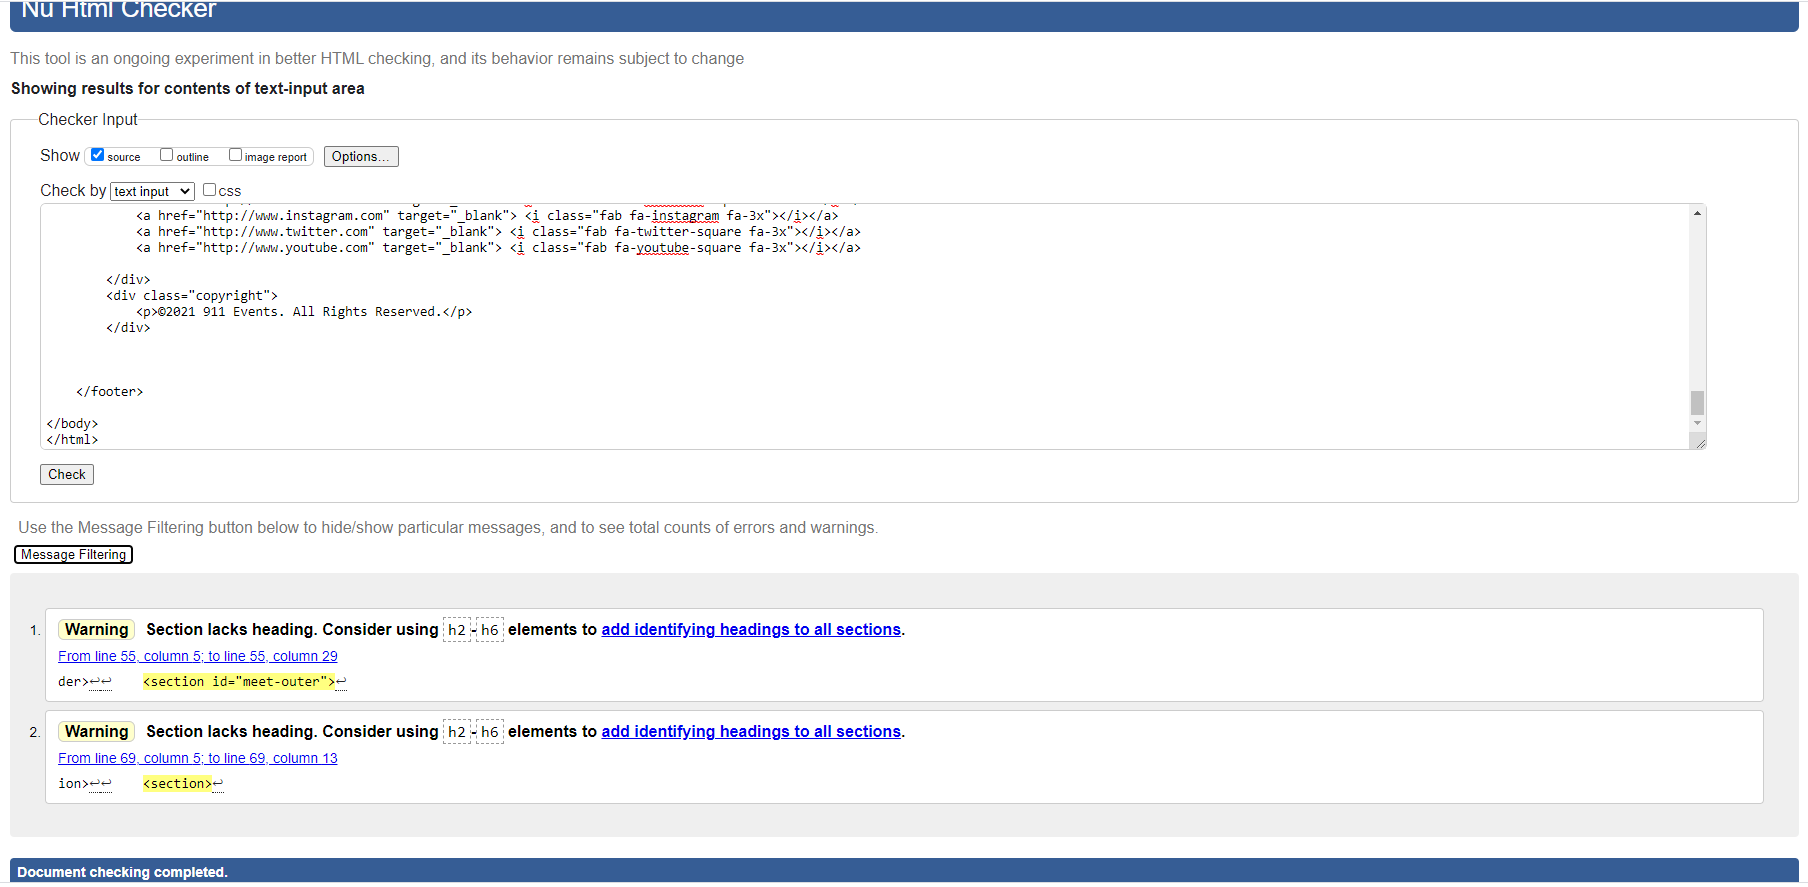 Nu Html Checker
This tool is an ongoing experiment in better HTML checking, and its behavior remains subject to change
Showing results for contents of text-input area
Checker Input
Show source outline image report Options...
Check by text input css
<a href="http://www.instagram.com" target="_blank"> <i class="fab fa-instagram fa-3x"></i></a>
<a href="http://www.twitter.com" target="_blank"> <i class="fab fa-twitter-square fa-3x"></i></a>
<a href="http://www.youtube.com" target="_blank"> <i class="fab fa-youtube-square fa-3x"></i></a>
</div>
<div class="copyright">
<p>©2021 911 Events. All Rights Reserved.</p>
</div>
</footer>
</body>
</html>
Check
Use the Message Filtering button below to hide/show particular messages, and to see total counts of errors and warnings.
Message Filtering
1. Warning Section lacks heading. Consider using h2-h6 elements to add identifying headings to all sections.
From line 55, column 5; to line 55, column 29
der>↩↩ <section id="meet-outer">↩
2. Warning Section lacks heading. Consider using h2-h6 elements to add identifying headings to all sections.
From line 69, column 5; to line 69, column 13
ion>↩↩ <section>↩
Document checking completed.